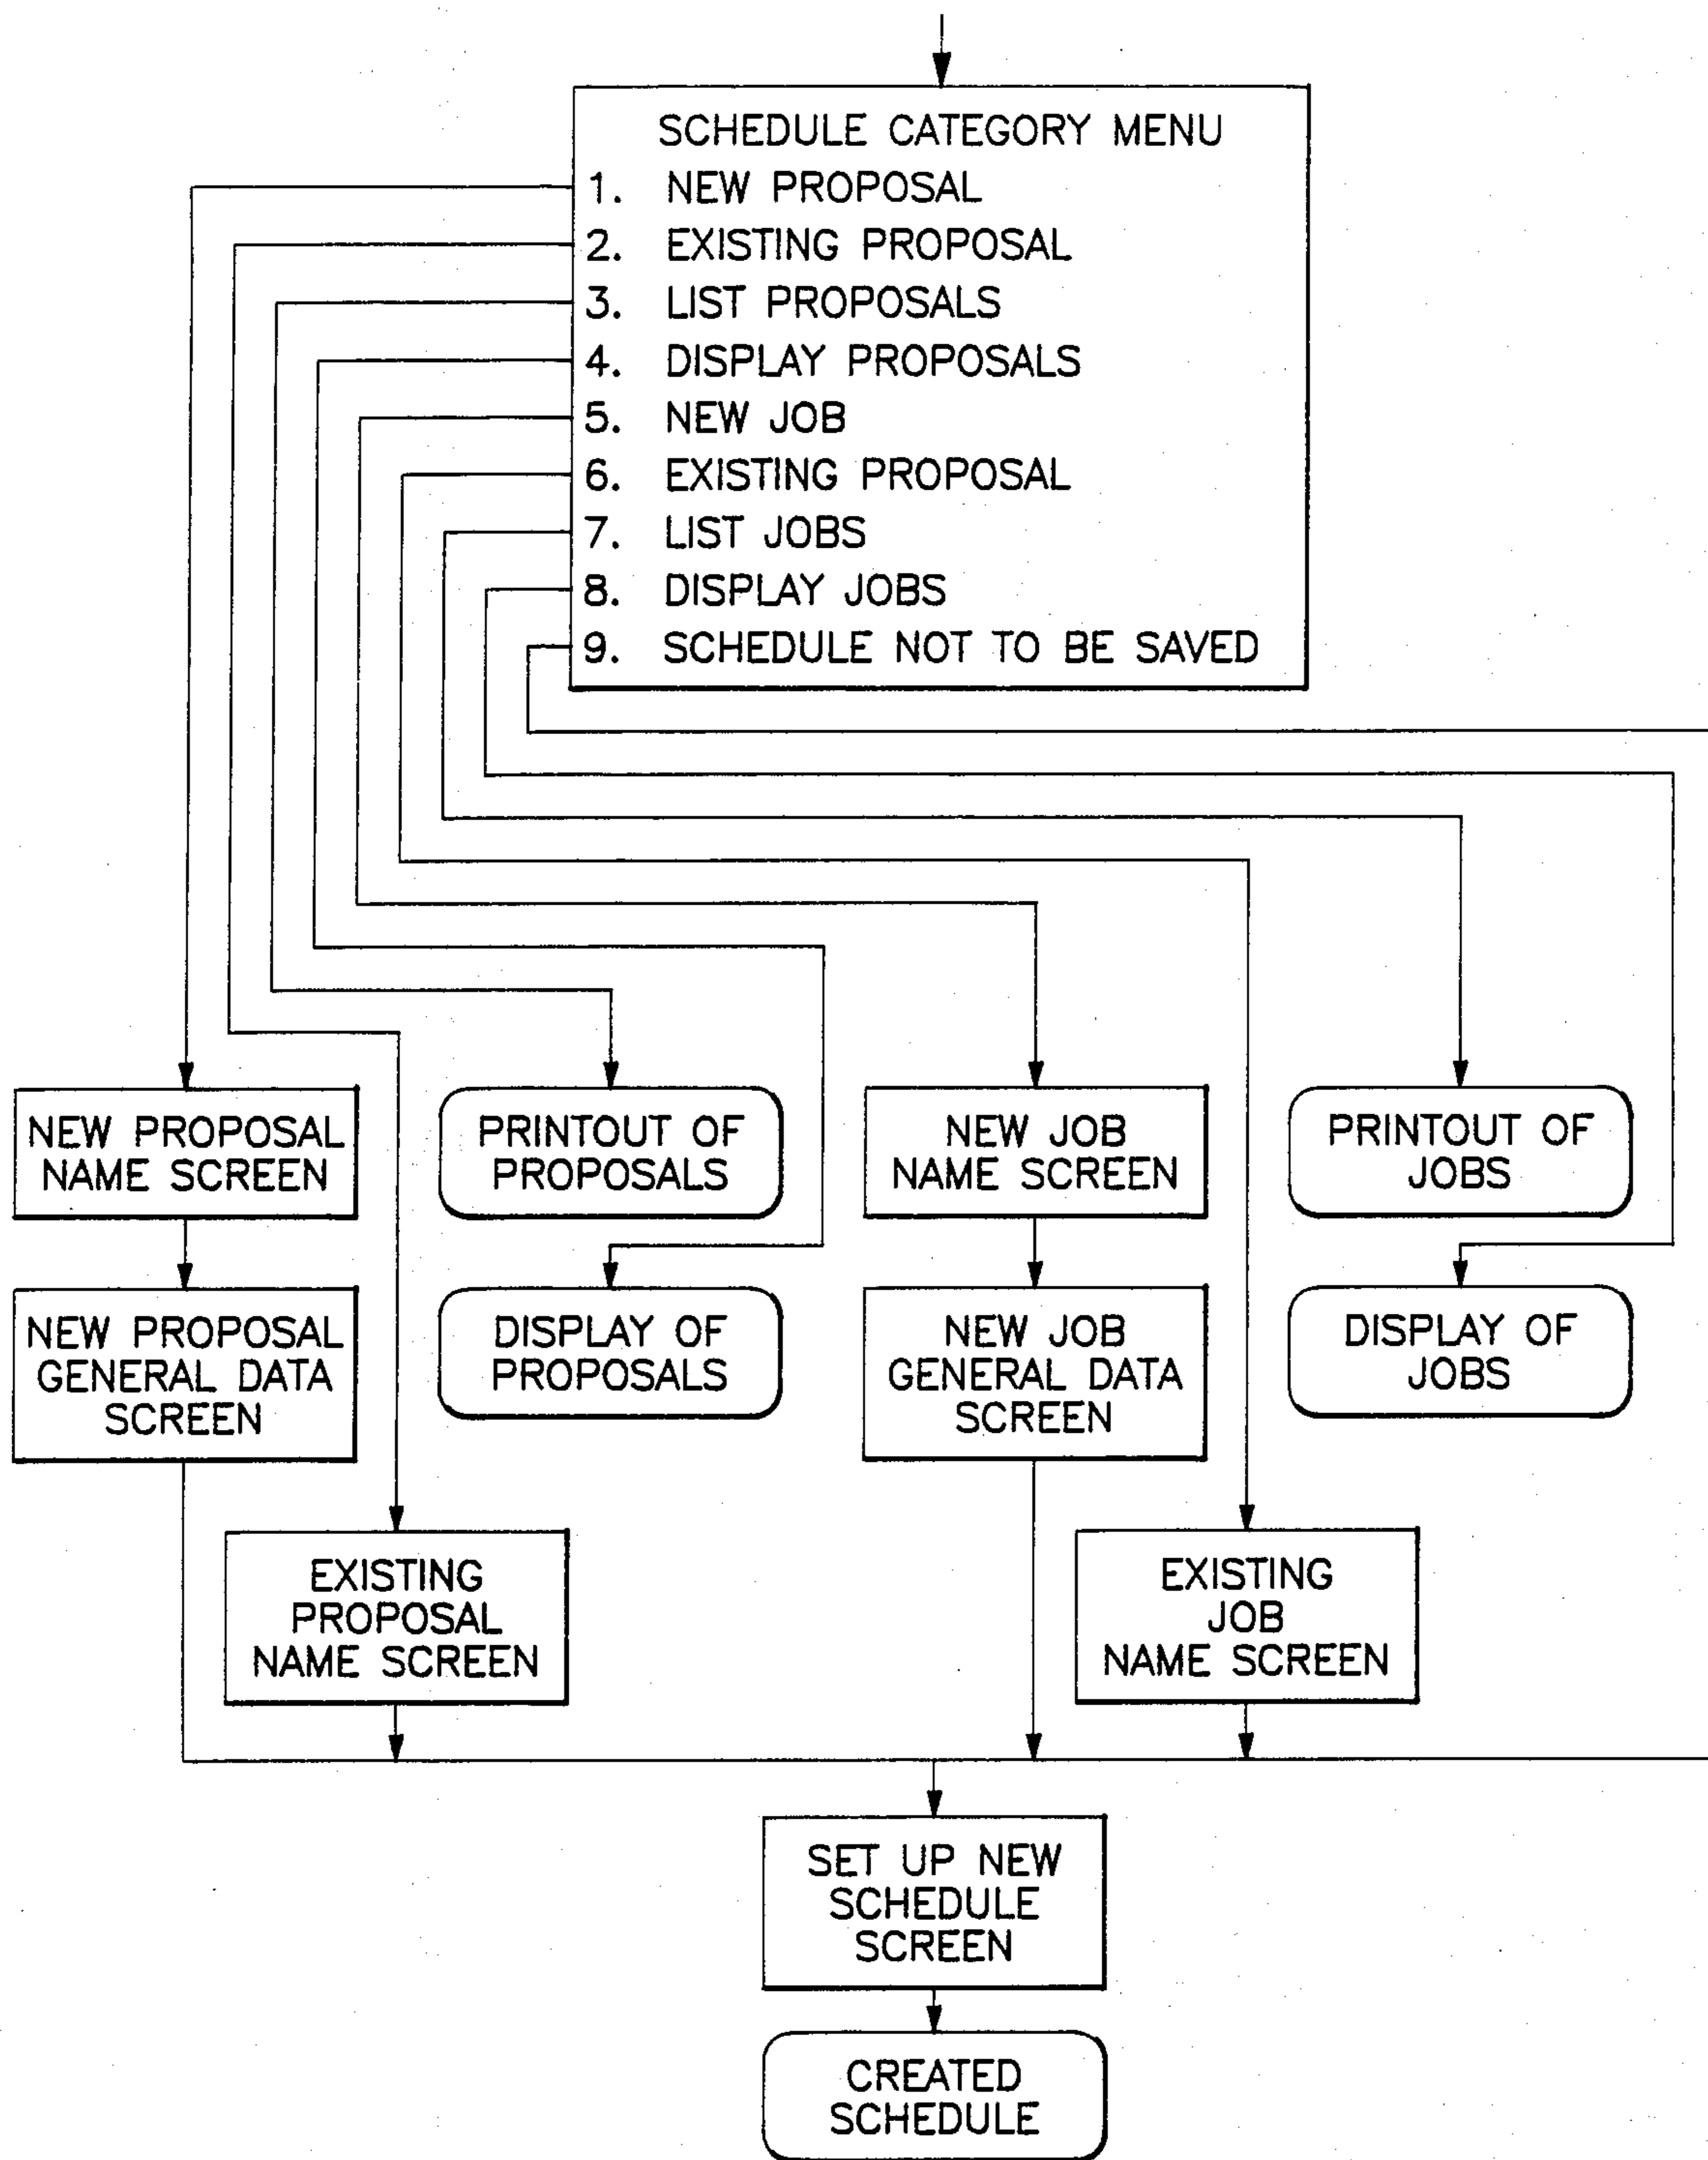 SCHEDULE CATEGORY MENU
1. NEW PROPOSAL
2. EXISTING PROPOSAL
3. LIST PROPOSALS
4. DISPLAY PROPOSALS
5. NEW JOB
6. EXISTING PROPOSAL
7. LIST JOBS
8. DISPLAY JOBS
9. SCHEDULE NOT TO BE SAVED
NEW PROPOSAL
NAME SCREEN
PRINTOUT OF
PROPOSALS
NEW JOB
NAME SCREEN
PRINTOUT OF
JOBS
NEW PROPOSAL
GENERAL DATA
SCREEN
DISPLAY OF
PROPOSALS
NEW JOB
GENERAL DATA
SCREEN
DISPLAY OF
JOBS
EXISTING
PROPOSAL
NAME SCREEN
EXISTING
JOB
NAME SCREEN
SET UP NEW
SCHEDULE
SCREEN
CREATED
SCHEDULE